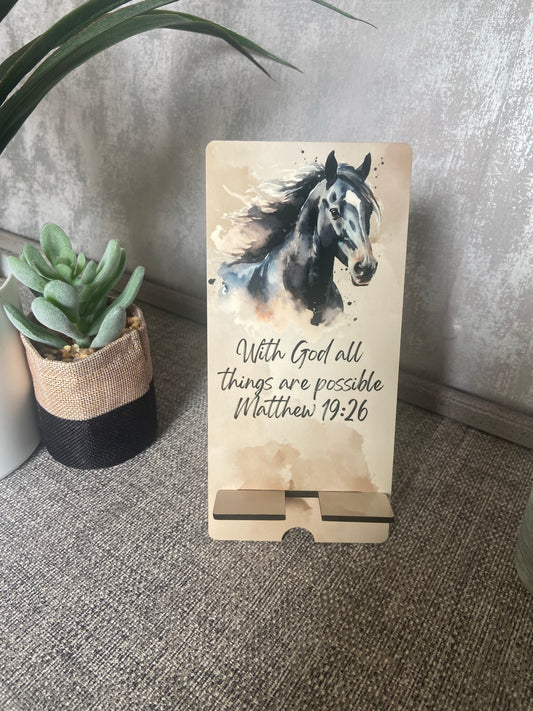 With God all
things are possible
Matthew 19:26